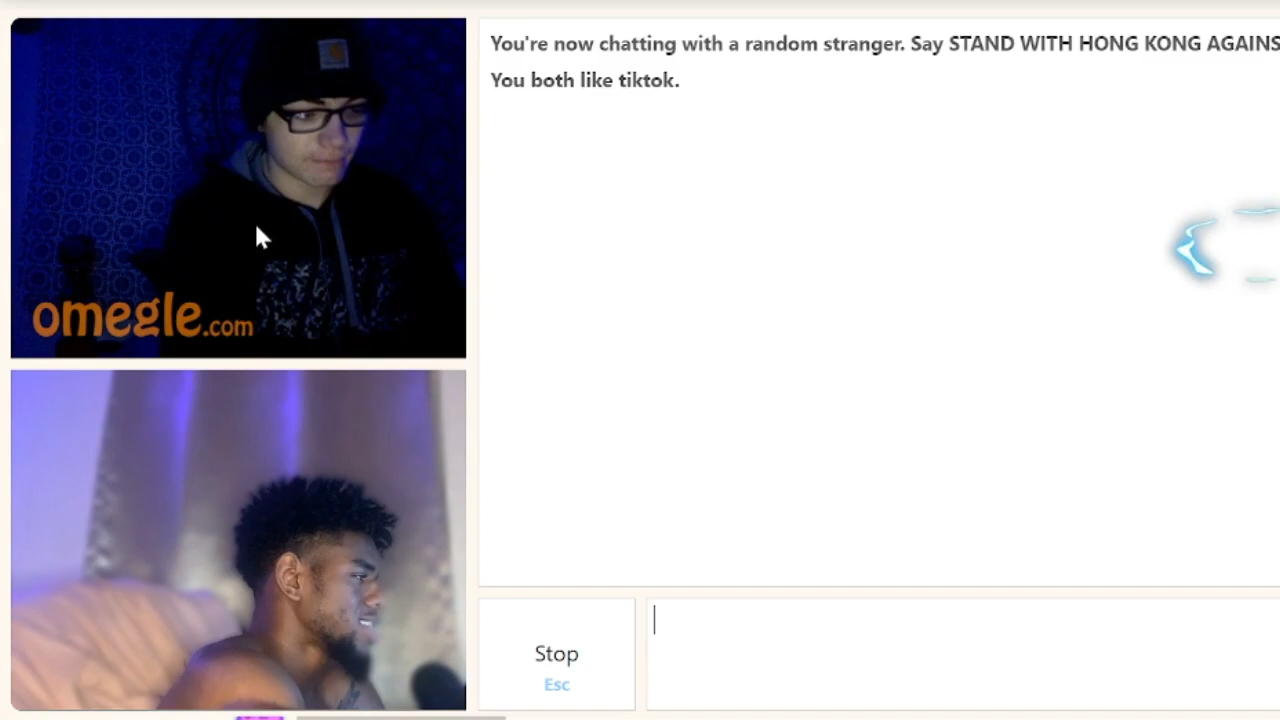 You're now chatting with a random stranger. Say STAND WITH HONG KONG AGAINS
You both like tiktok.
omegle.com
Stop
Esc